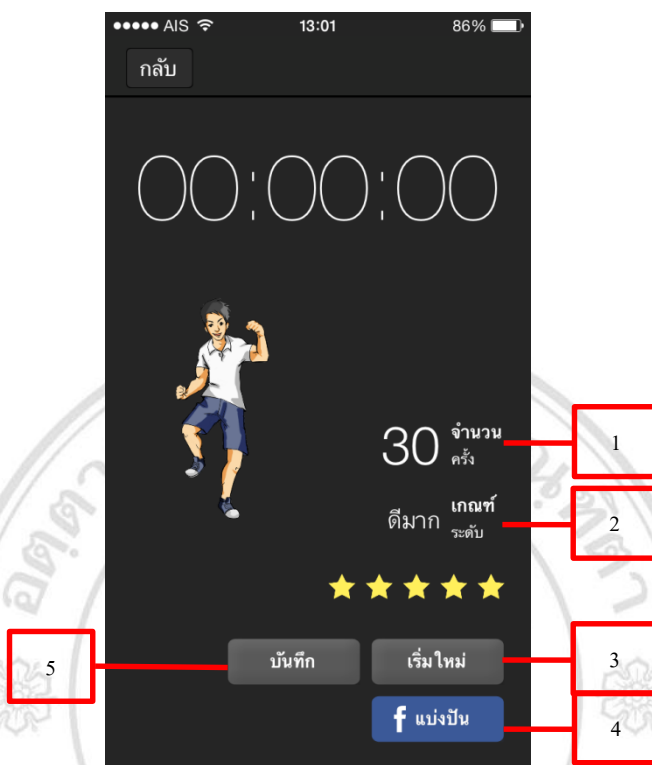 AIS 13:01 86%
กลับ
00:00:00
30 จำนวน
ครั้ง
1
ดีมาก เกณฑ์
ระดับ
2
บันทึก เริ่มใหม่
5
3
f แบ่งปัน
4